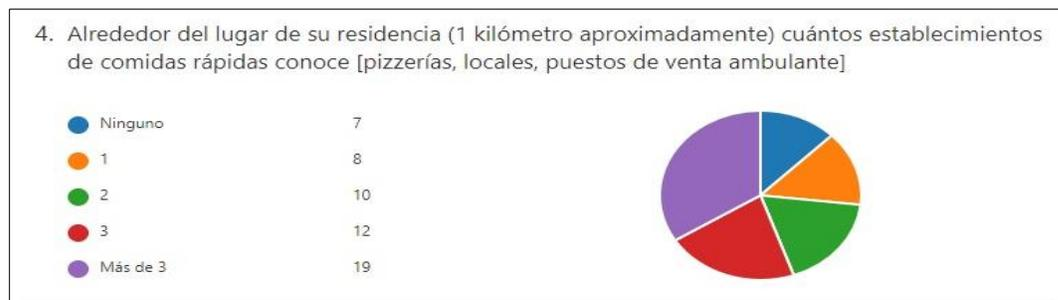 4. Alrededor del lugar de su residencia (1 kilómetro aproximadamente) cuántos establecimientos
de comidas rápidas conoce [pizzerías, locales, puestos de venta ambulante]
Ninguno 7
1 8
2 10
3 12
Más de 3 19